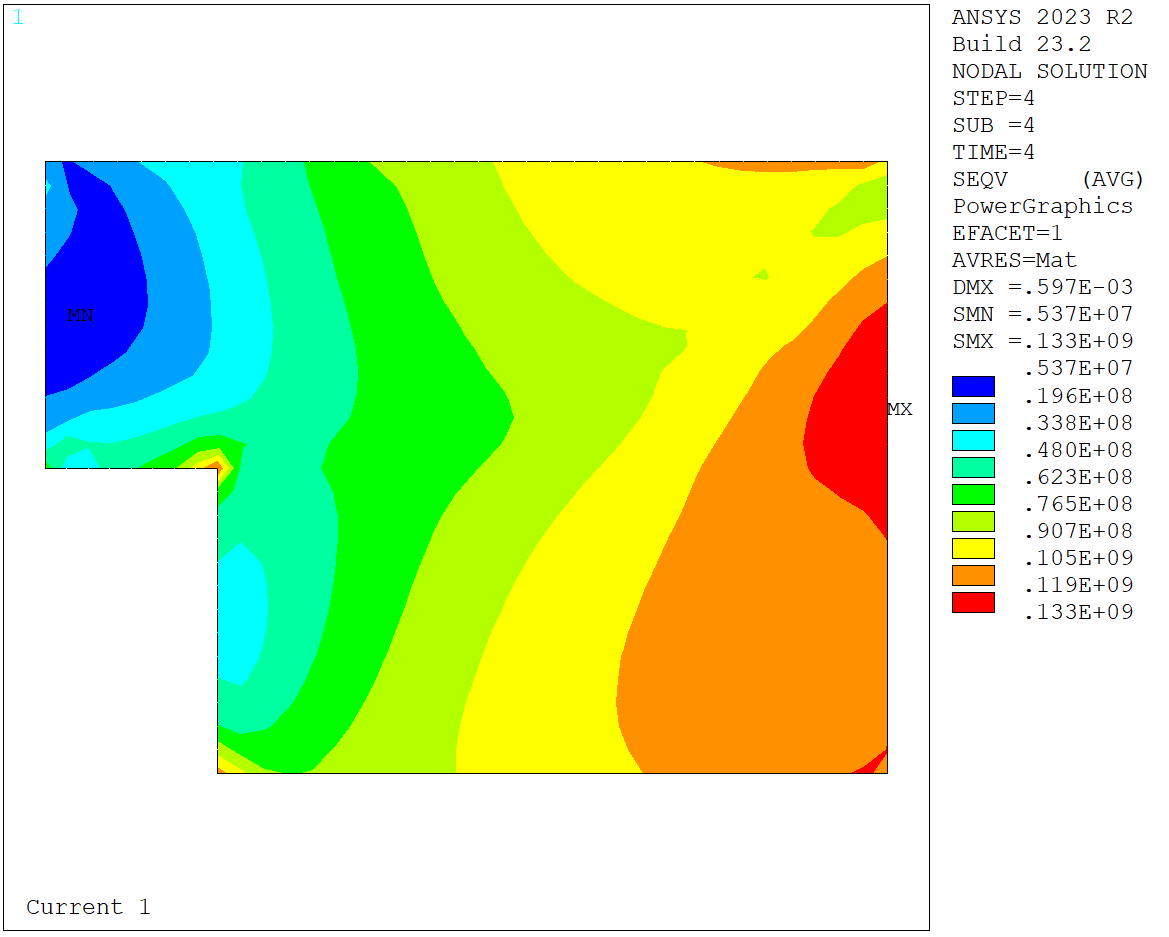 1
ANSYS 2023 R2
Build 23.2
NODAL SOLUTION
STEP=4
SUB =4
TIME=4
SEQV     (AVG)
PowerGraphics
EFACET=1
AVRES=Mat
DMX =.597E-03
SMN =.537E+07
SMX =.133E+09
.537E+07
.196E+08
.338E+08
.480E+08
.623E+08
.765E+08
.907E+08
.105E+09
.119E+09
.133E+09
MN
MX
Current 1